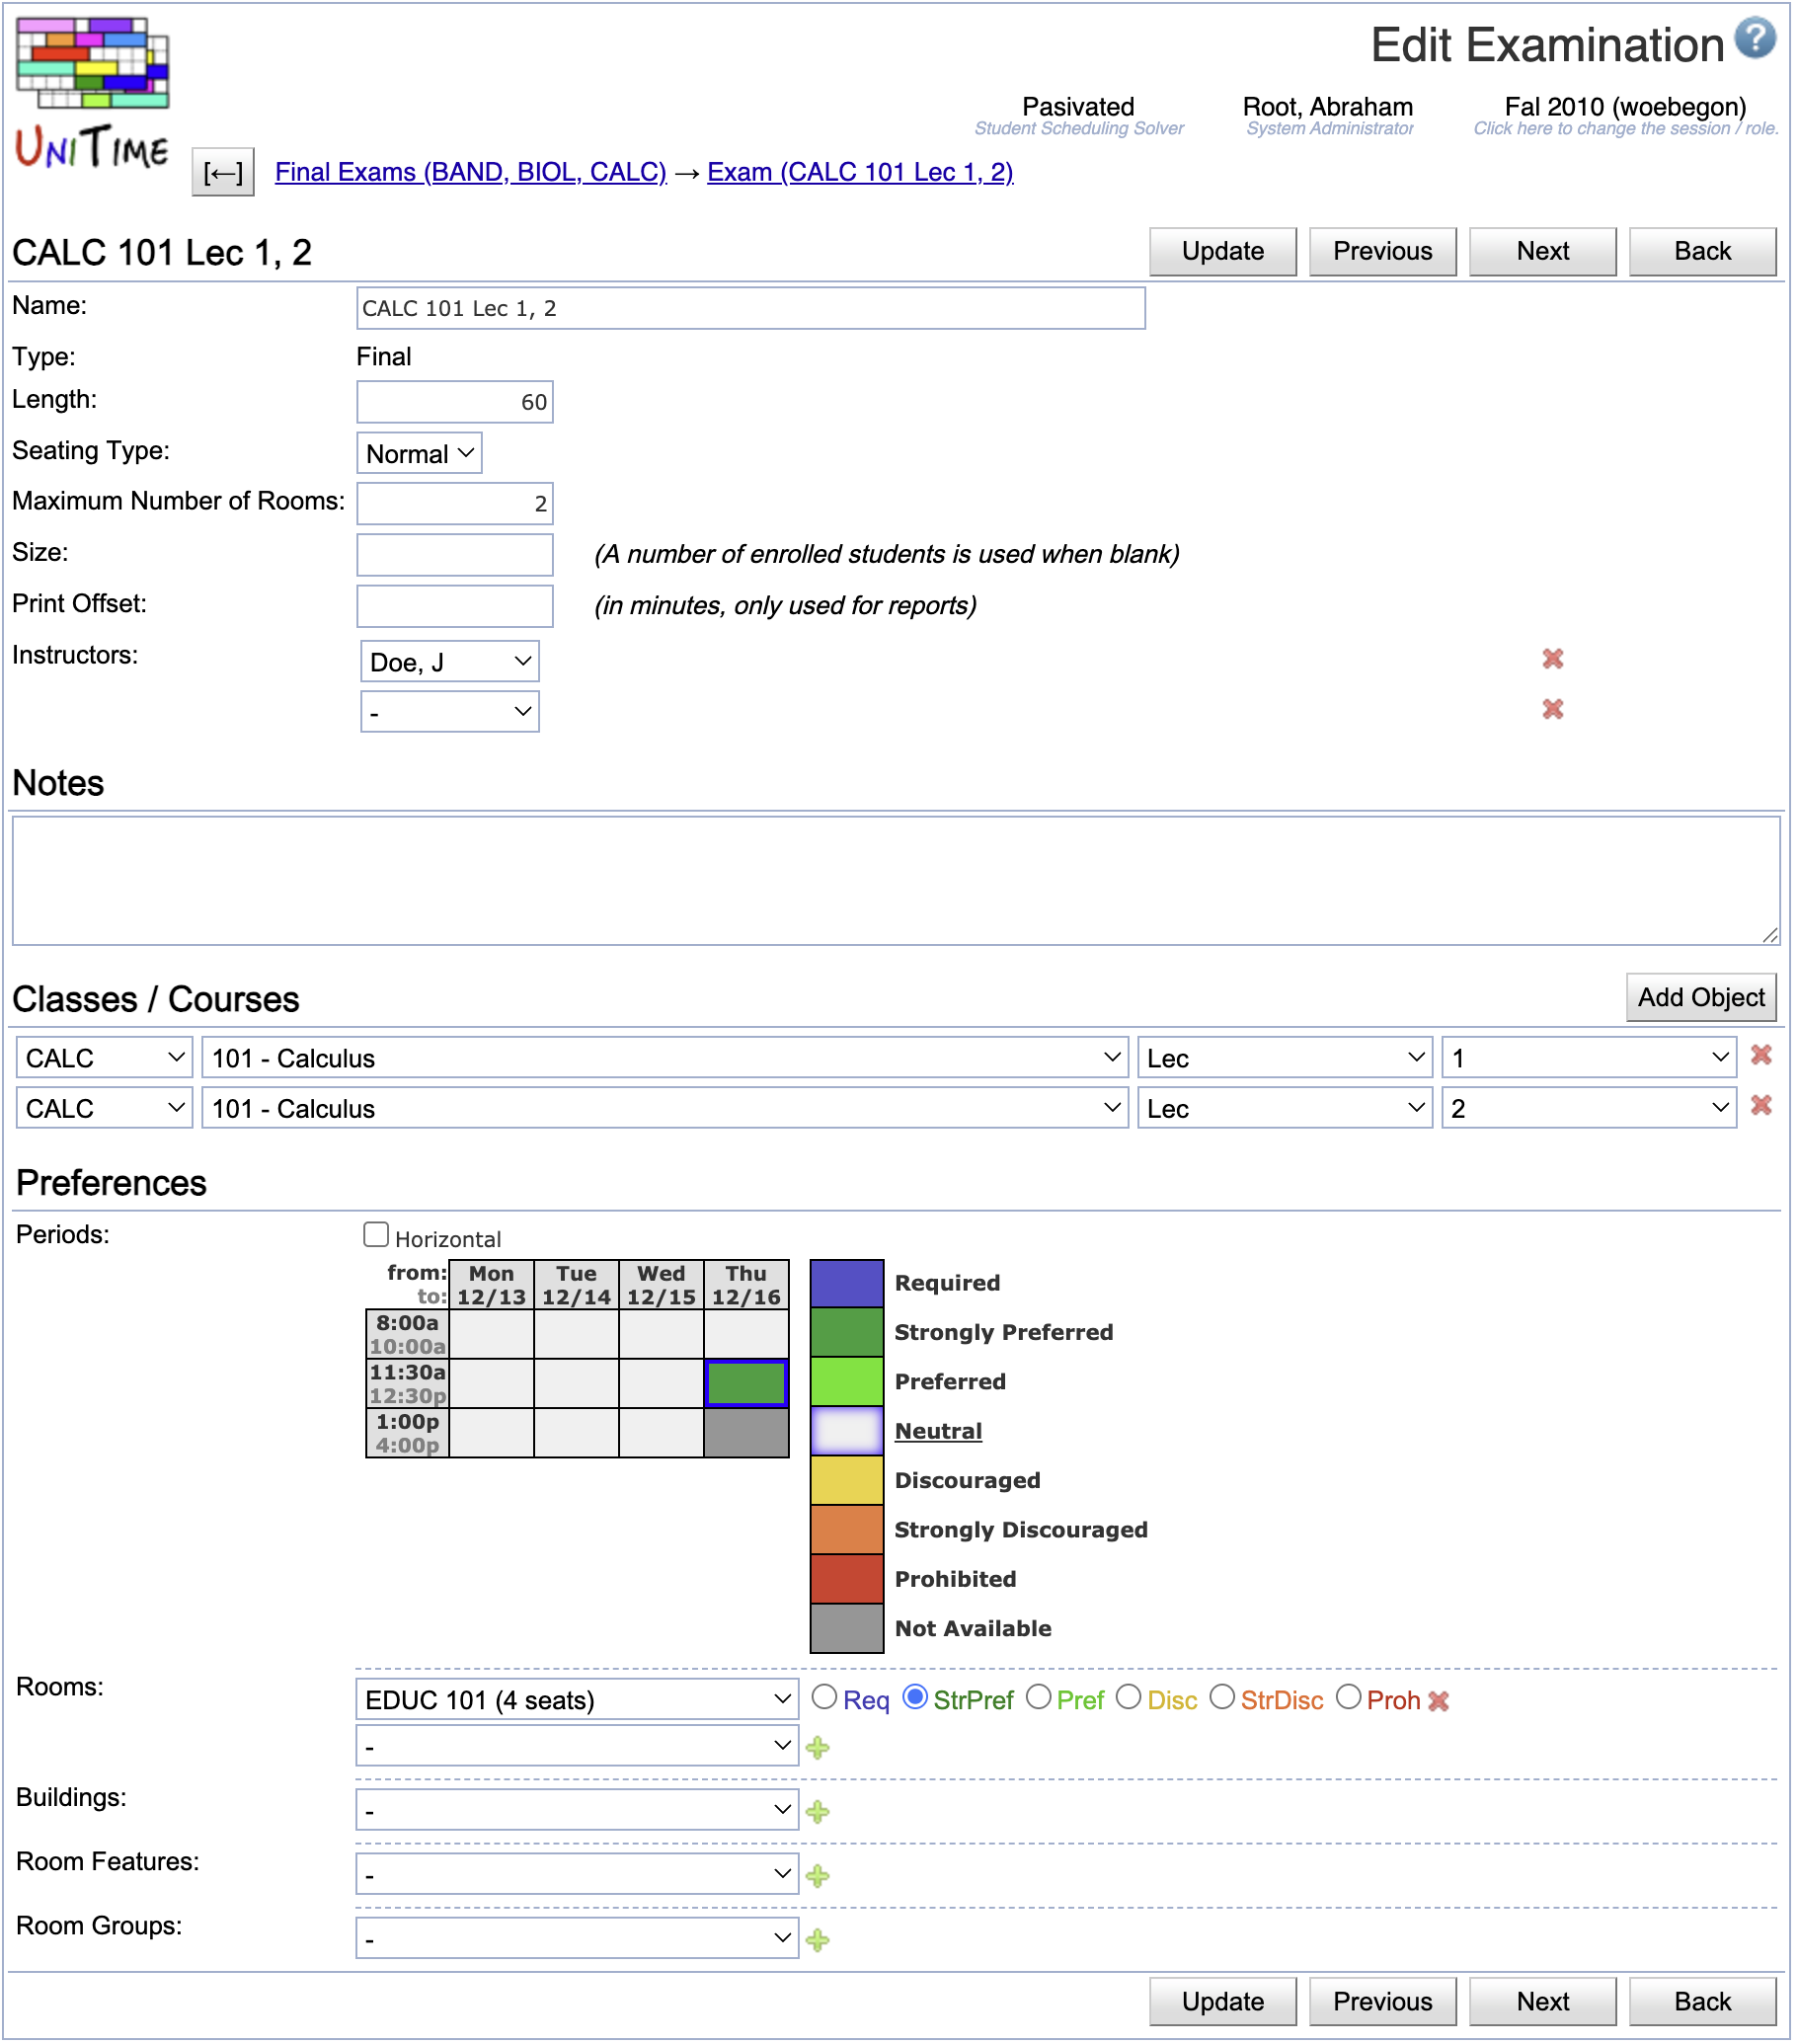 Edit Examination ?
UniTime
Pasivated Root, Abraham Fal 2010 (woebegon)
Student Scheduling Solver System Administrator Click here to change the session / role.
[←] Final Exams (BAND, BIOL, CALC) → Exam (CALC 101 Lec 1, 2)
CALC 101 Lec 1, 2 Update Previous Next Back
Name: CALC 101 Lec 1, 2
Type: Final
Length: 60
Seating Type: Normal
Maximum Number of Rooms: 2
Size: (A number of enrolled students is used when blank)
Print Offset: (in minutes, only used for reports)
Instructors: Doe, J
-
Notes
Classes / Courses Add Object
CALC 101 - Calculus Lec 1
CALC 101 - Calculus Lec 2
Preferences
Periods: Horizontal
from: Mon Tue Wed Thu
to: 12/13 12/14 12/15 12/16
8:00a
10:00a
11:30a
12:30p
1:00p
4:00p
Required
Strongly Preferred
Preferred
Neutral
Discouraged
Strongly Discouraged
Prohibited
Not Available
Rooms: EDUC 101 (4 seats) Req StrPref Pref Disc StrDisc Proh
-
Buildings: -
Room Features: -
Room Groups: -
Update Previous Next Back